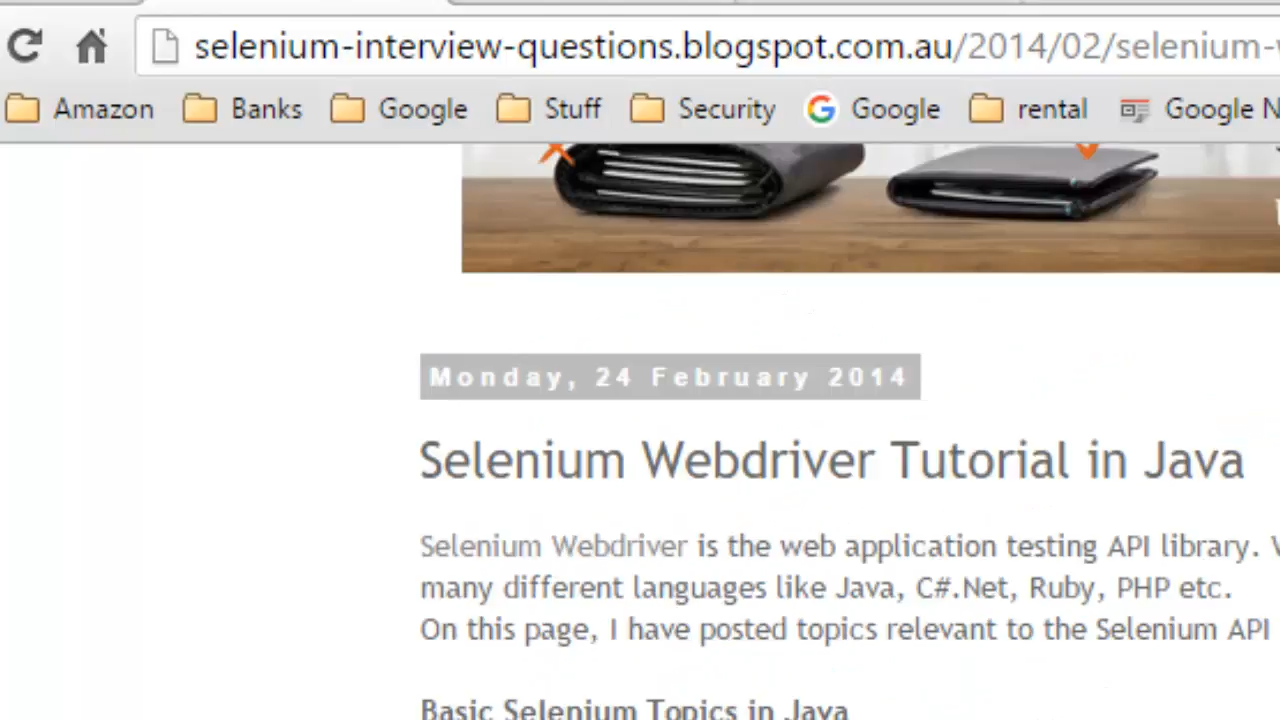 selenium-interview-questions.blogspot.com.au/2014/02/selenium-
Amazon Banks Google Stuff Security Google rental Google N
Monday, 24 February 2014
Selenium Webdriver Tutorial in Java
Selenium Webdriver is the web application testing API library.
many different languages like Java, C#.Net, Ruby, PHP etc.
On this page, I have posted topics relevant to the Selenium API
Basic Selenium Topics in Java